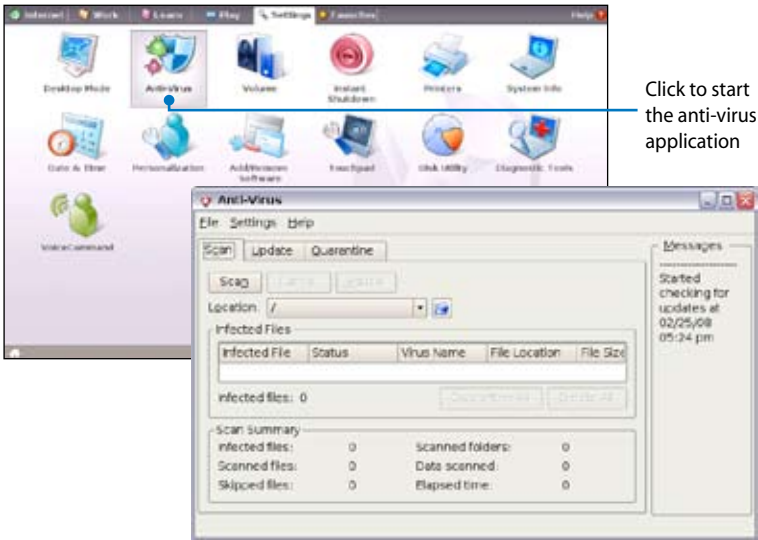 Internet Work Learn Play Settings Favorites Help
Desktop Mode Anti-Virus Volume Instant Shutdown Printers System Info
Date & Time Personalization Add/Remove Software Touchpad Disk Utility Diagnostic Tools
VoiceCommand
Click to start
the anti-virus
application
Anti-Virus
File Settings Help
Scan Update Quarantine
Scan
Location: /
Infected Files
Infected File Status Virus Name File Location File Size
Infected files: 0
Scan Summary
Infected files: 0 Scanned folders: 0
Scanned files: 0 Data scanned: 0
Skipped files: 0 Elapsed time: 0
Messages
Started
checking for
updates at
02/25/08
05:24 pm